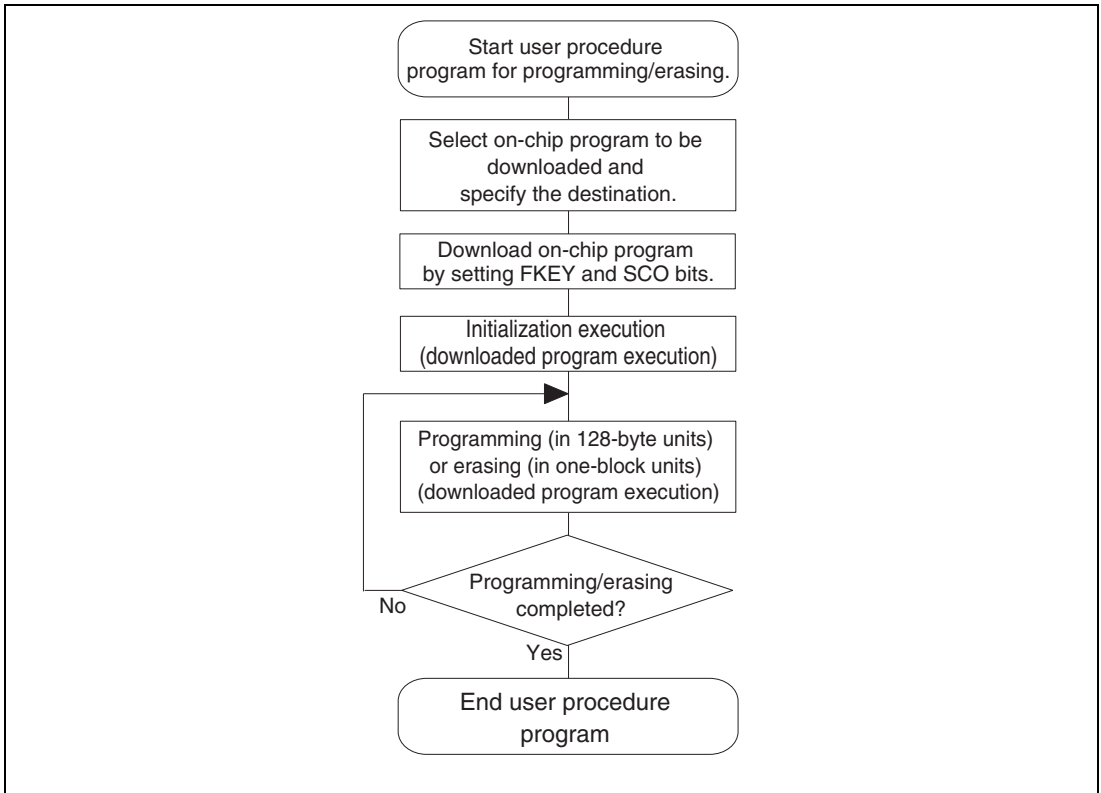 Start user procedure
program for programming/erasing.
Select on-chip program to be
downloaded and
specify the destination.
Download on-chip program
by setting FKEY and SCO bits.
Initialization execution
(downloaded program execution)
Programming (in 128-byte units)
or erasing (in one-block units)
(downloaded program execution)
Programming/erasing
completed?
No
Yes
End user procedure
program